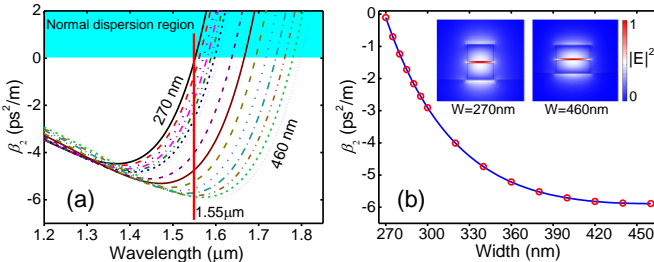 Normal dispersion region
2
0
-2
-4
-6
β₂ (ps²/m)
270 nm
460 nm
(a)
1.55μm
1.2 1.3 1.4 1.5 1.6 1.7 1.8
Wavelength (μm)
0
-1
-2
-3
-4
-5
-6
β₂ (ps²/m)
W=270nm
W=460nm
1
|E|²
0
(b)
270 300 330 360 390 420 450
Width (nm)